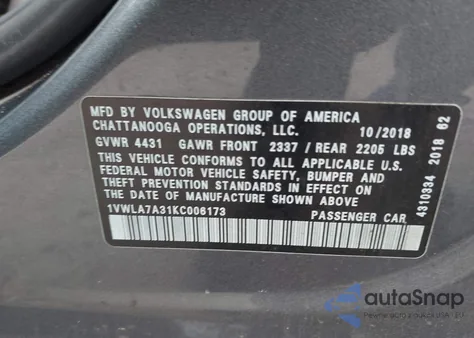 MFD BY VOLKSWAGEN GROUP OF AMERICA
CHATTANOOGA OPERATIONS, LLC. 10/2018
GVWR 4431 GAWR FRONT 2337 / REAR 2205 LBS
THIS VEHICLE CONFORMS TO ALL APPLICABLE
FEDERAL MOTOR VEHICLE SAFETY, BUMPER AND
THEFT PREVENTION STANDARDS IN EFFECT ON
THE DATE OF MANUFACTURE SHOWN ABOVE
1VWLA7A31KC006173 PASSENGER CAR
4310334 2018 62
autoSnap